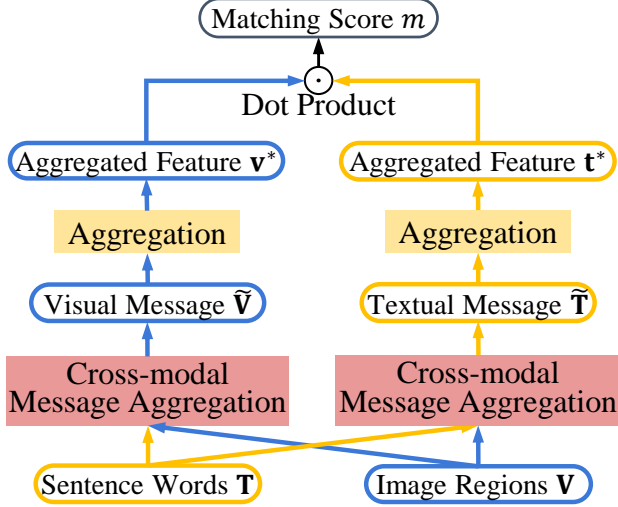 Matching Score m
Dot Product
Aggregated Feature v*
Aggregated Feature t*
Aggregation
Aggregation
Visual Message Ṽ
Textual Message T̃
Cross-modal
Message Aggregation
Cross-modal
Message Aggregation
Sentence Words T
Image Regions V